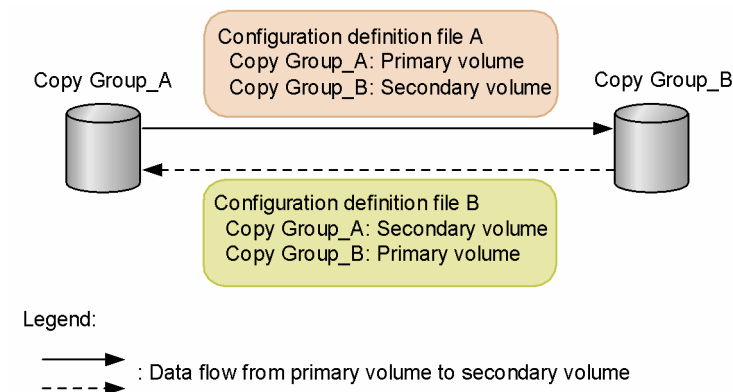 Configuration definition file A
Copy Group_A: Primary volume
Copy Group_B: Secondary volume
Copy Group_A
Copy Group_B
Configuration definition file B
Copy Group_A: Secondary volume
Copy Group_B: Primary volume
Legend:
: Data flow from primary volume to secondary volume